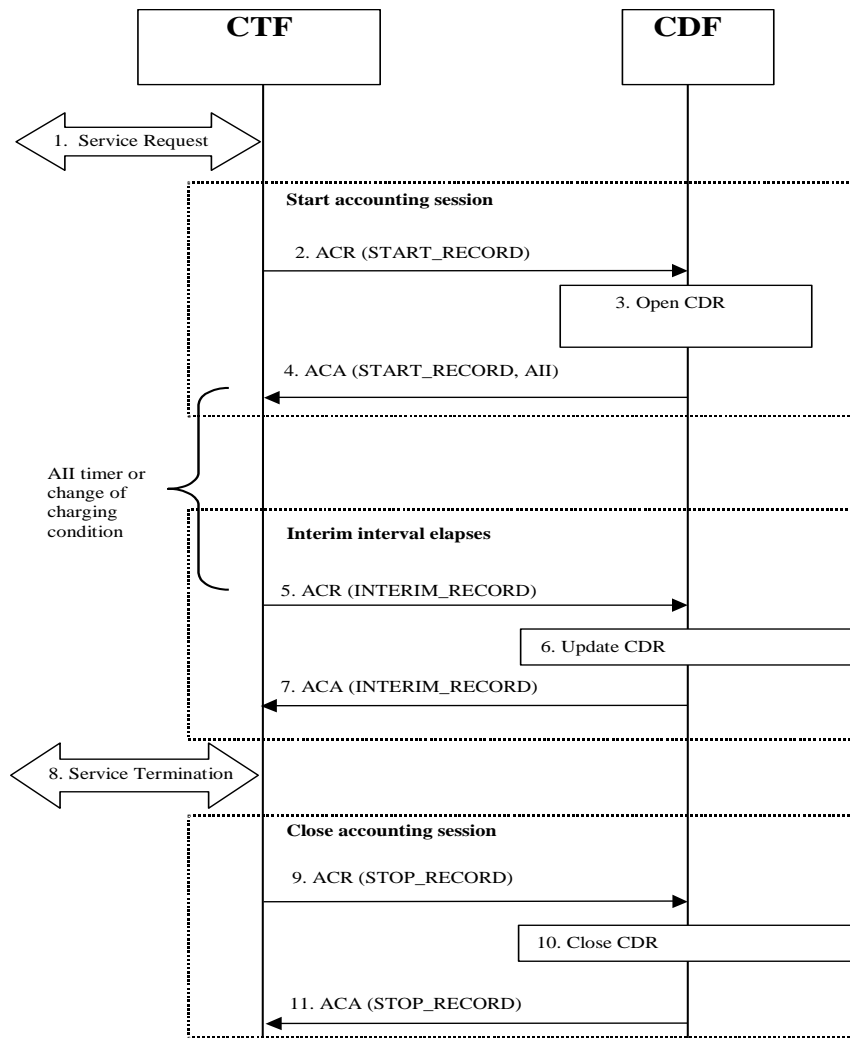 CTF
CDF
1. Service Request
Start accounting session
2. ACR (START_RECORD)
3. Open CDR
4. ACA (START_RECORD, AII)
AII timer or
change of
charging
condition
Interim interval elapses
5. ACR (INTERIM_RECORD)
6. Update CDR
7. ACA (INTERIM_RECORD)
8. Service Termination
Close accounting session
9. ACR (STOP_RECORD)
10. Close CDR
11. ACA (STOP_RECORD)